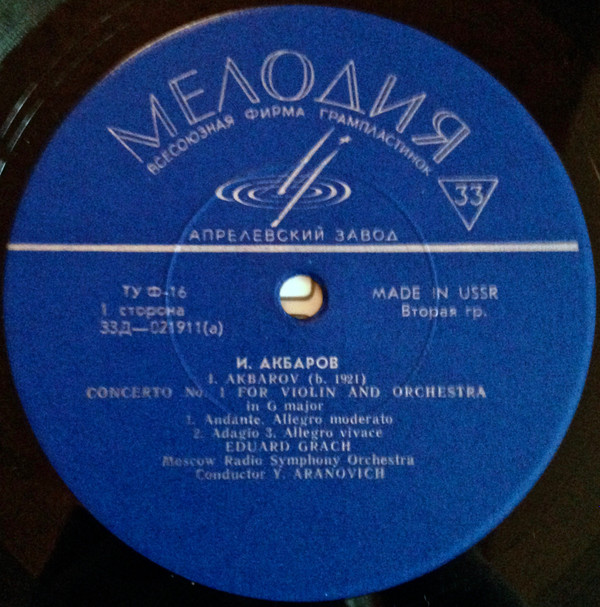 МЕЛОДИЯ
ВСЕСОЮЗНАЯ ФИРМА ГРАМПЛАСТИНОК
33
АПРЕЛЕВСКИЙ ЗАВОД
ТУ Ф-16
MADE IN USSR
1 сторона
Вторая гр.
33Д—021911(а)
И. АКБАРОВ
I. AKBAROV (b. 1921)
CONCERTO No. 1 FOR VIOLIN AND ORCHESTRA
in G major
1. Andante. Allegro moderato
2. Adagio 3. Allegro vivace
EDUARD GRACH
Moscow Radio Symphony Orchestra
Conductor Y. ARANOVICH